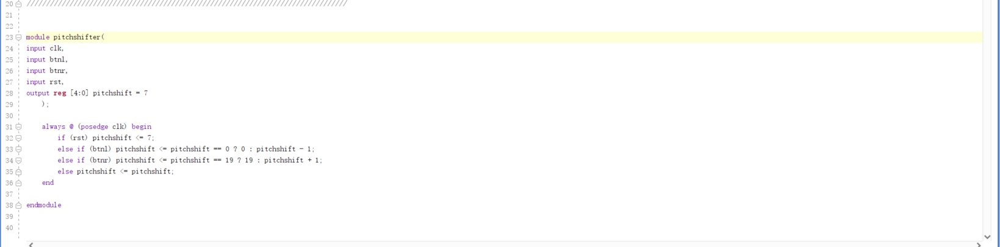 20 //////////////////////////////////////////////////////////////////////////////////
21
22
23 module pitchshifter(
24 input clk,
25 input btnl,
26 input btnr,
27 input rst,
28 output reg [4:0] pitchshift = 7
29     );
30
31     always @ (posedge clk) begin
32         if (rst) pitchshift <= 7;
33         else if (btnl) pitchshift <= pitchshift == 0 ? 0 : pitchshift - 1;
34         else if (btnr) pitchshift <= pitchshift == 19 ? 19 : pitchshift + 1;
35         else pitchshift <= pitchshift;
36     end
37
38 endmodule
39
40